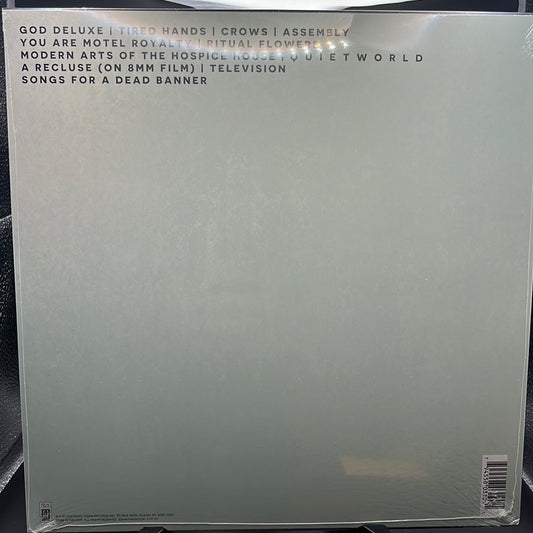 GOD DELUXE | TIRED HANDS | CROWS | ASSEMBLY
YOU ARE MOTEL ROYALTY | RITUAL FLOWERS
MODERN ARTS OF THE HOSPICE HOUSE | Q U I E T W O R L D
A RECLUSE (ON 8MM FILM) | TELEVISION
SONGS FOR A DEAD BANNER